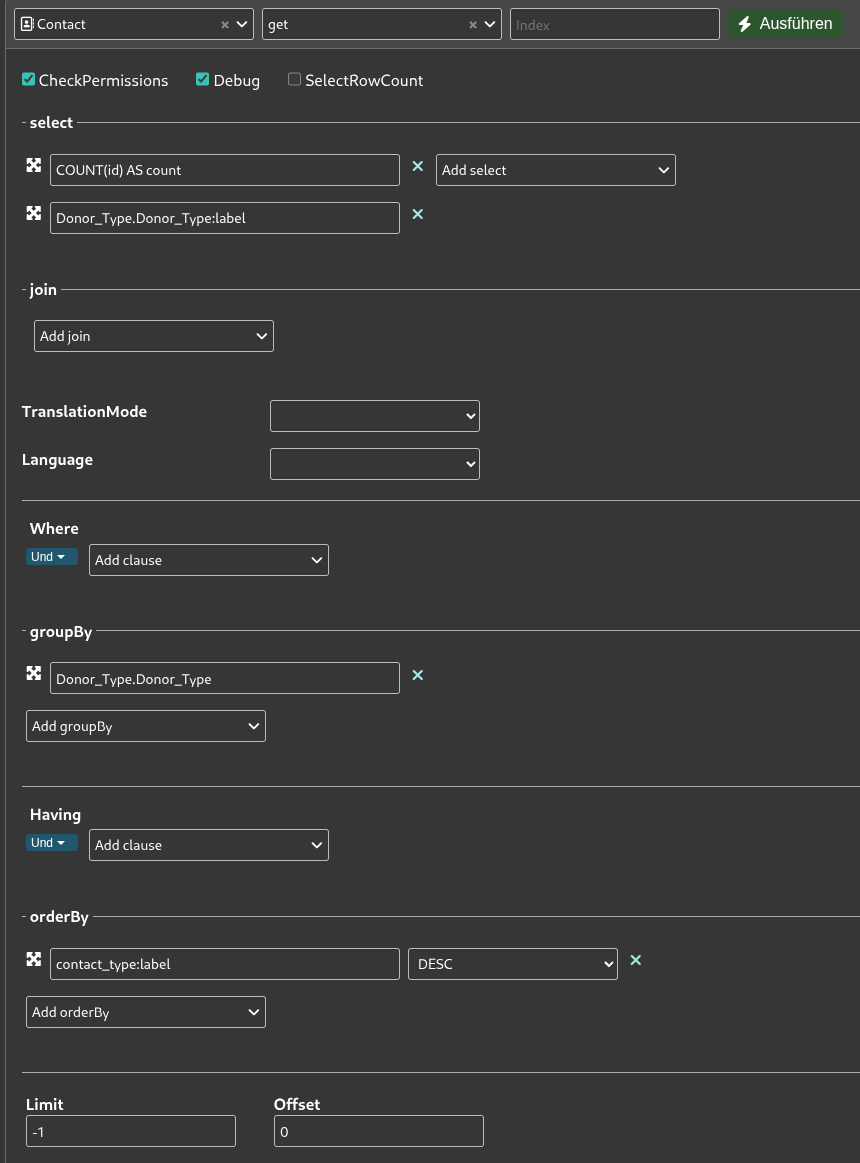 Contact get Index Ausführen
CheckPermissions Debug SelectRowCount
select
COUNT(id) AS count Add select
Donor_Type.Donor_Type:label
join
Add join
TranslationMode
Language
Where
Und Add clause
groupBy
Donor_Type.Donor_Type
Add groupBy
Having
Und Add clause
orderBy
contact_type:label DESC
Add orderBy
Limit Offset
-1 0